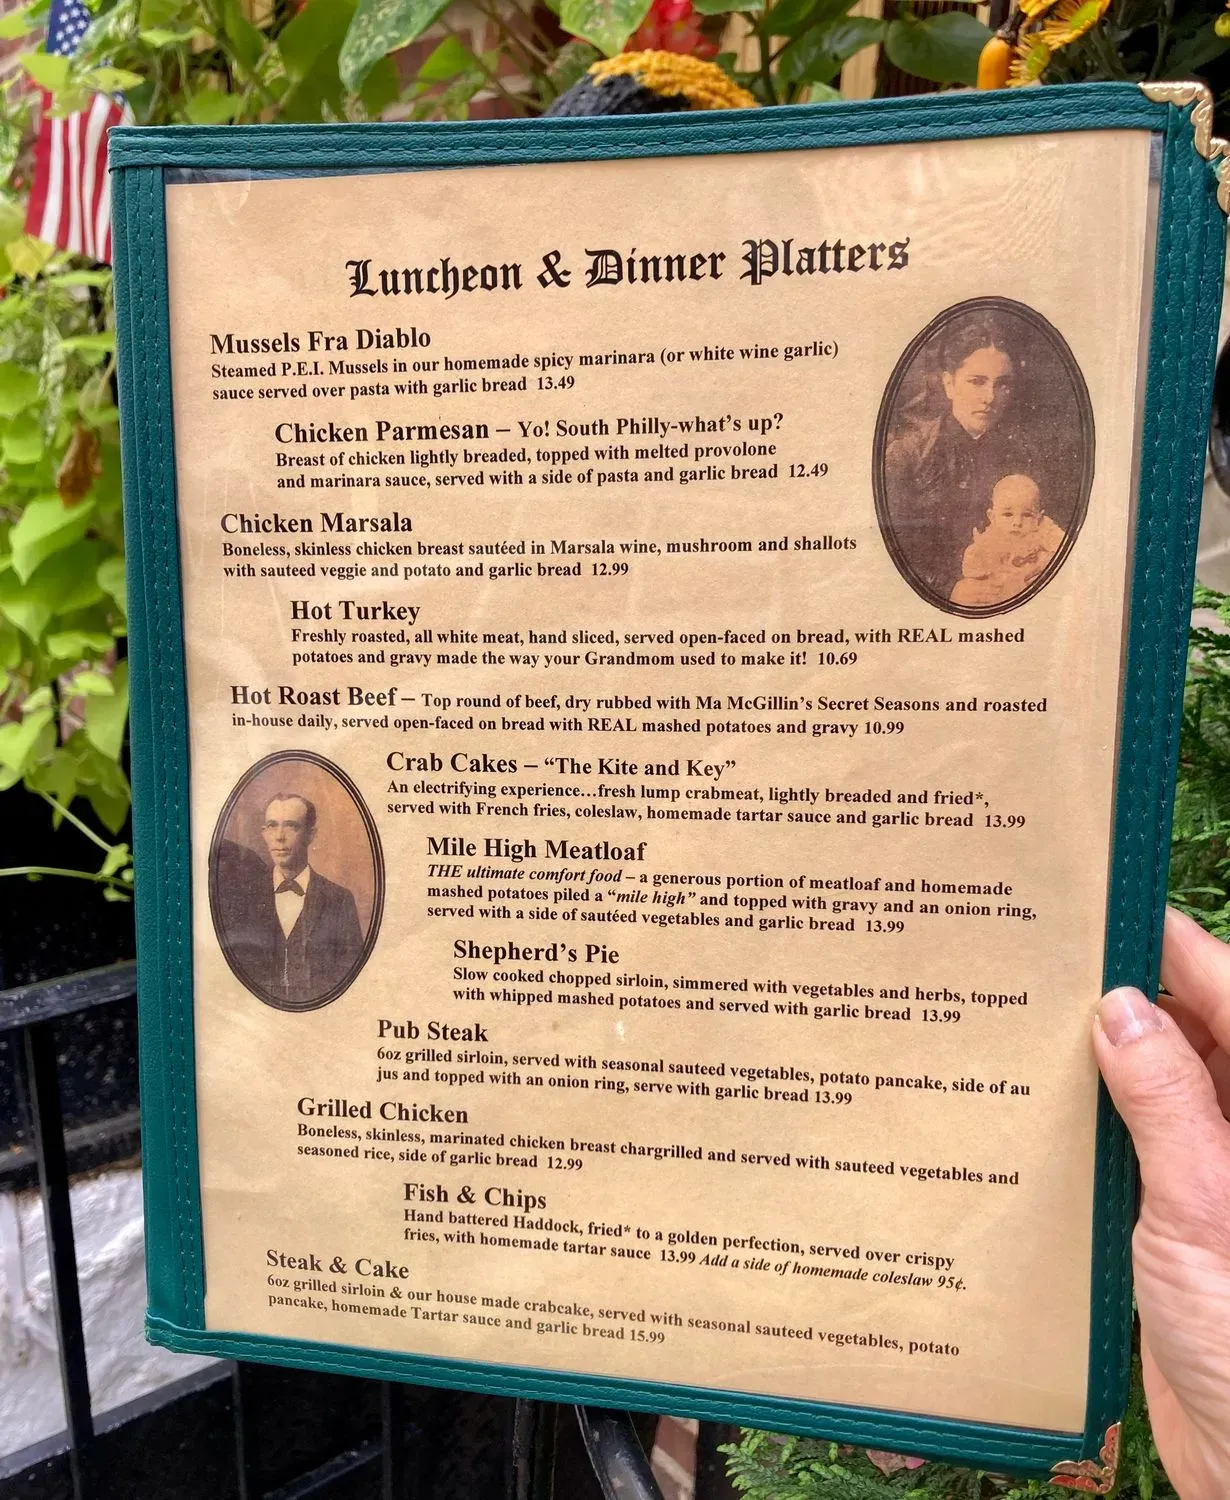 Luncheon & Dinner Platters
Mussels Fra Diablo
Steamed P.E.I. Mussels in our homemade spicy marinara (or white wine garlic)
sauce served over pasta with garlic bread 13.49
Chicken Parmesan – Yo! South Philly-what's up?
Breast of chicken lightly breaded, topped with melted provolone
and marinara sauce, served with a side of pasta and garlic bread 12.49
Chicken Marsala
Boneless, skinless chicken breast sautéed in Marsala wine, mushroom and shallots
with sauteed veggie and potato and garlic bread 12.99
Hot Turkey
Freshly roasted, all white meat, hand sliced, served open-faced on bread, with REAL mashed
potatoes and gravy made the way your Grandmom used to make it! 10.69
Hot Roast Beef – Top round of beef, dry rubbed with Ma McGillin's Secret Seasons and roasted
in-house daily, served open-faced on bread with REAL mashed potatoes and gravy 10.99
Crab Cakes – “The Kite and Key”
An electrifying experience…fresh lump crabmeat, lightly breaded and fried*,
served with French fries, coleslaw, homemade tartar sauce and garlic bread 13.99
Mile High Meatloaf
THE ultimate comfort food – a generous portion of meatloaf and homemade
mashed potatoes piled a “mile high” and topped with gravy and an onion ring,
served with a side of sautéed vegetables and garlic bread 13.99
Shepherd's Pie
Slow cooked chopped sirloin, simmered with vegetables and herbs, topped
with whipped mashed potatoes and served with garlic bread 13.99
Pub Steak
6oz grilled sirloin, served with seasonal sauteed vegetables, potato pancake, side of au
jus and topped with an onion ring, serve with garlic bread 13.99
Grilled Chicken
Boneless, skinless, marinated chicken breast chargrilled and served with sauteed vegetables and
seasoned rice, side of garlic bread 12.99
Fish & Chips
Hand battered Haddock, fried* to a golden perfection, served over crispy
fries, with homemade tartar sauce 13.99 Add a side of homemade coleslaw 95¢.
Steak & Cake
6oz grilled sirloin & our house made crabcake, served with seasonal sauteed vegetables, potato
pancake, homemade Tartar sauce and garlic bread 15.99